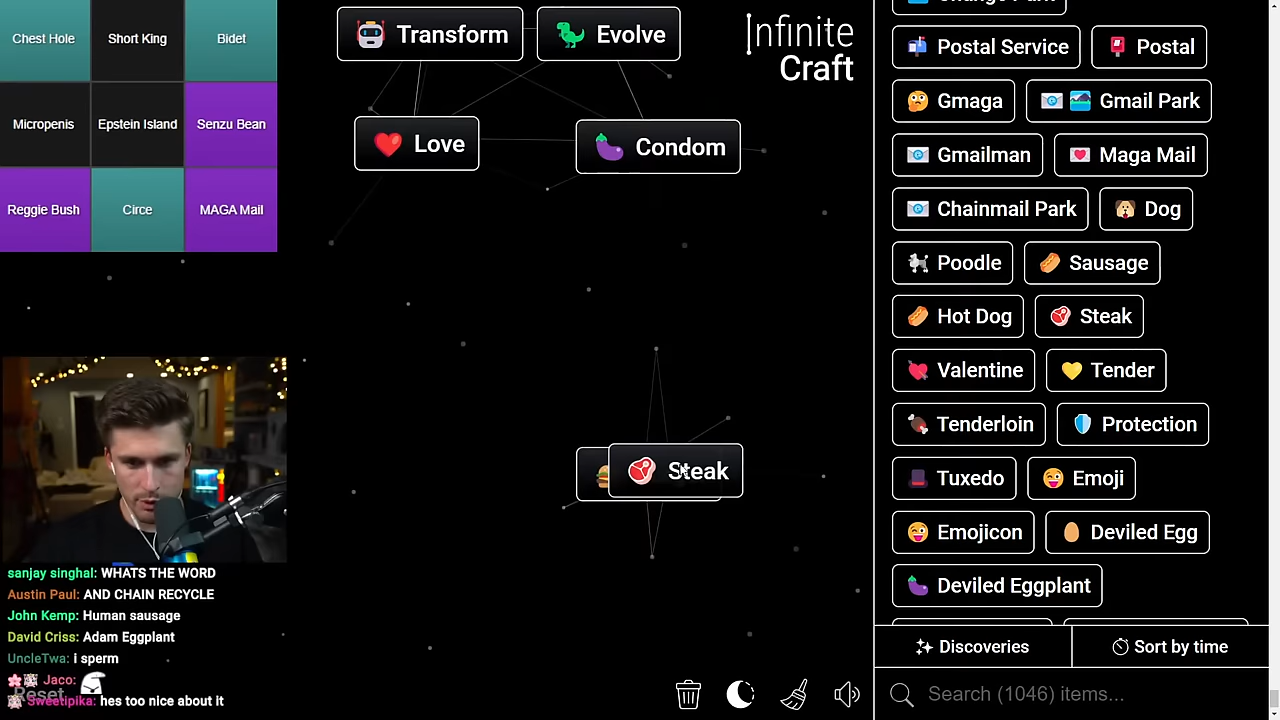 Chest Hole
Short King
Bidet
Micropenis
Epstein Island
Senzu Bean
Reggie Bush
Circe
MAGA Mail
Transform
Evolve
Love
Condom
Infinite
Craft
Steak
Postal Service
Postal
Gmaga
Gmail Park
Gmailman
Maga Mail
Chainmail Park
Dog
Poodle
Sausage
Hot Dog
Steak
Valentine
Tender
Tenderloin
Protection
Tuxedo
Emoji
Emojicon
Deviled Egg
Deviled Eggplant
Discoveries
Sort by time
Search (1046) items...
sanjay singhal: WHATS THE WORD
Austin Paul: AND CHAIN RECYCLE
John Kemp: Human sausage
David Criss: Adam Eggplant
UncleTwa: i sperm
Jaco:
Reset
Sweetipika: hes too nice about it